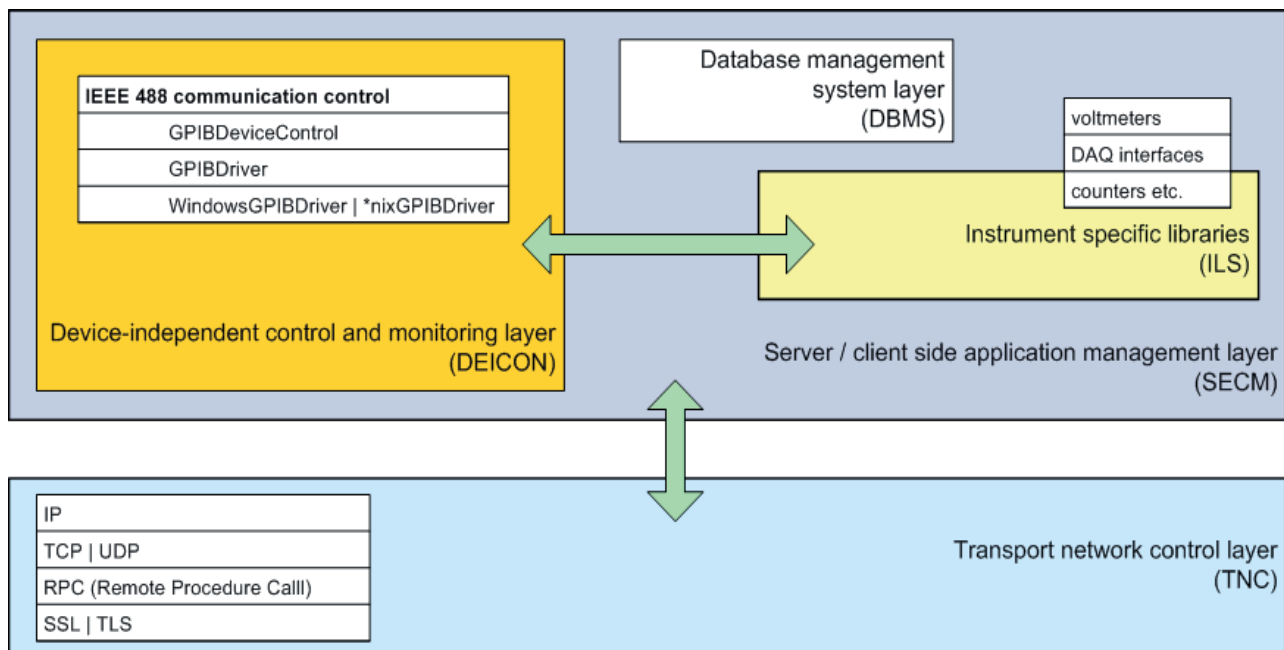 IEEE 488 communication control
GPIBDeviceControl
GPIBDriver
WindowsGPIBDriver | *nixGPIBDriver
Device-independent control and monitoring layer
(DEICON)
Database management
system layer
(DBMS)
voltmeters
DAQ interfaces
counters etc.
Instrument specific libraries
(ILS)
Server / client side application management layer
(SECM)
IP
TCP | UDP
RPC (Remote Procedure Calll)
SSL | TLS
Transport network control layer
(TNC)